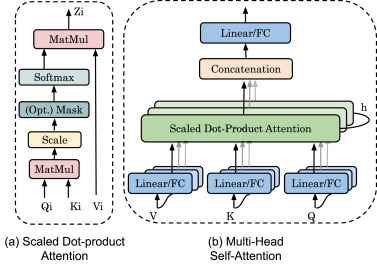 Zi
MatMul
Softmax
(Opt.) Mask
Scale
MatMul
Qi Ki Vi
(a) Scaled Dot-product
Attention
Linear/FC
Concatenation
h
Scaled Dot-Product Attention
Linear/FC Linear/FC Linear/FC
V K Q
(b) Multi-Head
Self-Attention